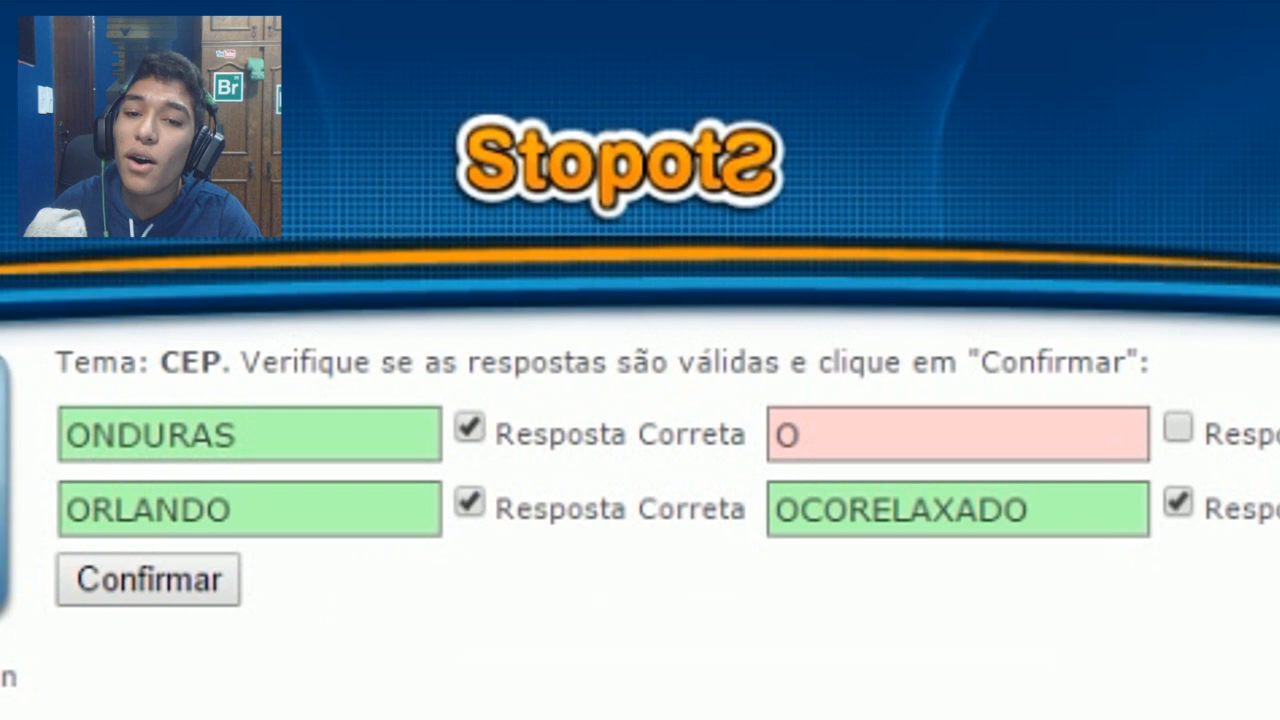 Br
StopotS
Tema: CEP. Verifique se as respostas são válidas e clique em "Confirmar":
ONDURAS Resposta Correta O Respo
ORLANDO Resposta Correta OCORELAXADO Respo
Confirmar
n